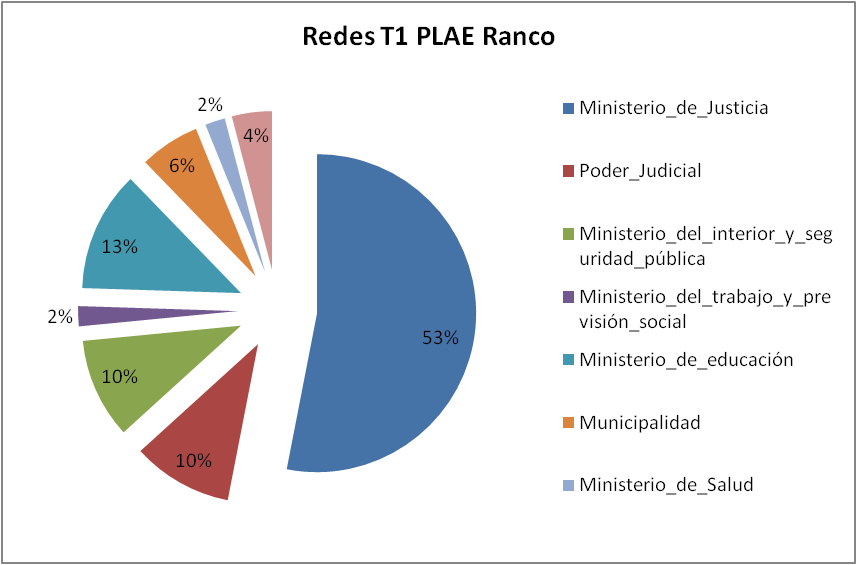 Redes T1 PLAE Ranco
2%
4%
6%
13%
2%
10%
10%
53%
Ministerio_de_Justicia
Poder_Judicial
Ministerio_del_interior_y_seg
uridad_pública
Ministerio_del_trabajo_y_pre
visión_social
Ministerio_de_educación
Municipalidad
Ministerio_de_Salud